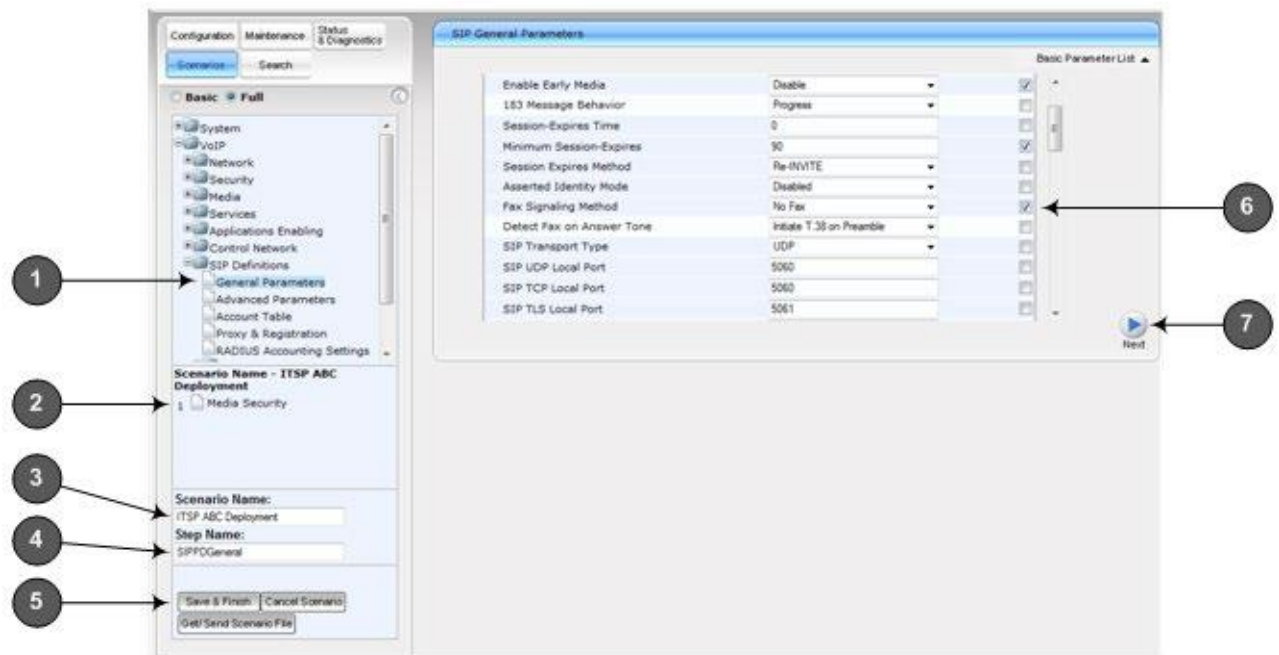 Configuration Maintenance Status & Diagnostics
Scenarios Search
Basic Full
System
VoIP
Network
Security
Media
Services
Applications Enabling
Control Network
SIP Definitions
General Parameters
Advanced Parameters
Account Table
Proxy & Registration
RADIUS Accounting Settings
Scenario Name - ITSP ABC
Deployment
1 Media Security
Scenario Name:
ITSP ABC Deployment
Step Name:
Save & Finish Cancel Scenario
Get/Send Scenario File
SIP General Parameters
Basic Parameter List
Enable Early Media Disable
183 Message Behavior Progress
Session-Expires Time 0
Minimum Session-Expires 90
Session Expires Method Re-INVITE
Asserted Identity Mode Disabled
Fax Signaling Method No Fax
Detect Fax on Answer Tone Initiate T.38 on Preamble
SIP Transport Type UDP
SIP UDP Local Port 5060
SIP TCP Local Port 5060
SIP TLS Local Port 5061
Next
1
2
3
4
5
6
7